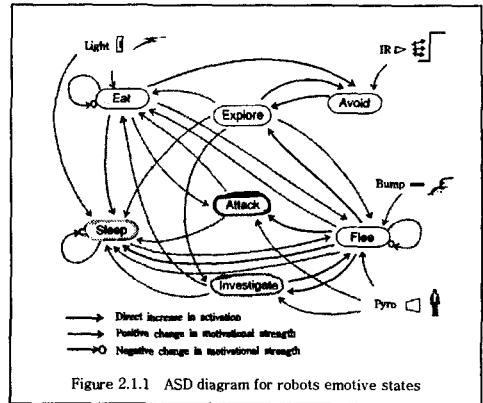 Light
IR
Eat
Explore
Avoid
Bump
Attack
Sleep
Flee
Investigate
Pyro
Direct increase in activation
Positive change in motivational strength
Negative change in motivational strength
Figure 2.1.1 ASD diagram for robots emotive states